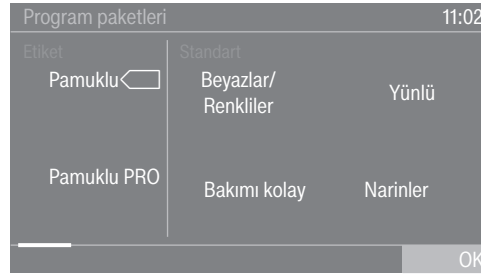 Program paketleri 11:02
Etiket Standart
Pamuklu
Beyazlar/
Renkliler
Yünlü
Pamuklu PRO
Bakımı kolay
Narinler
OK